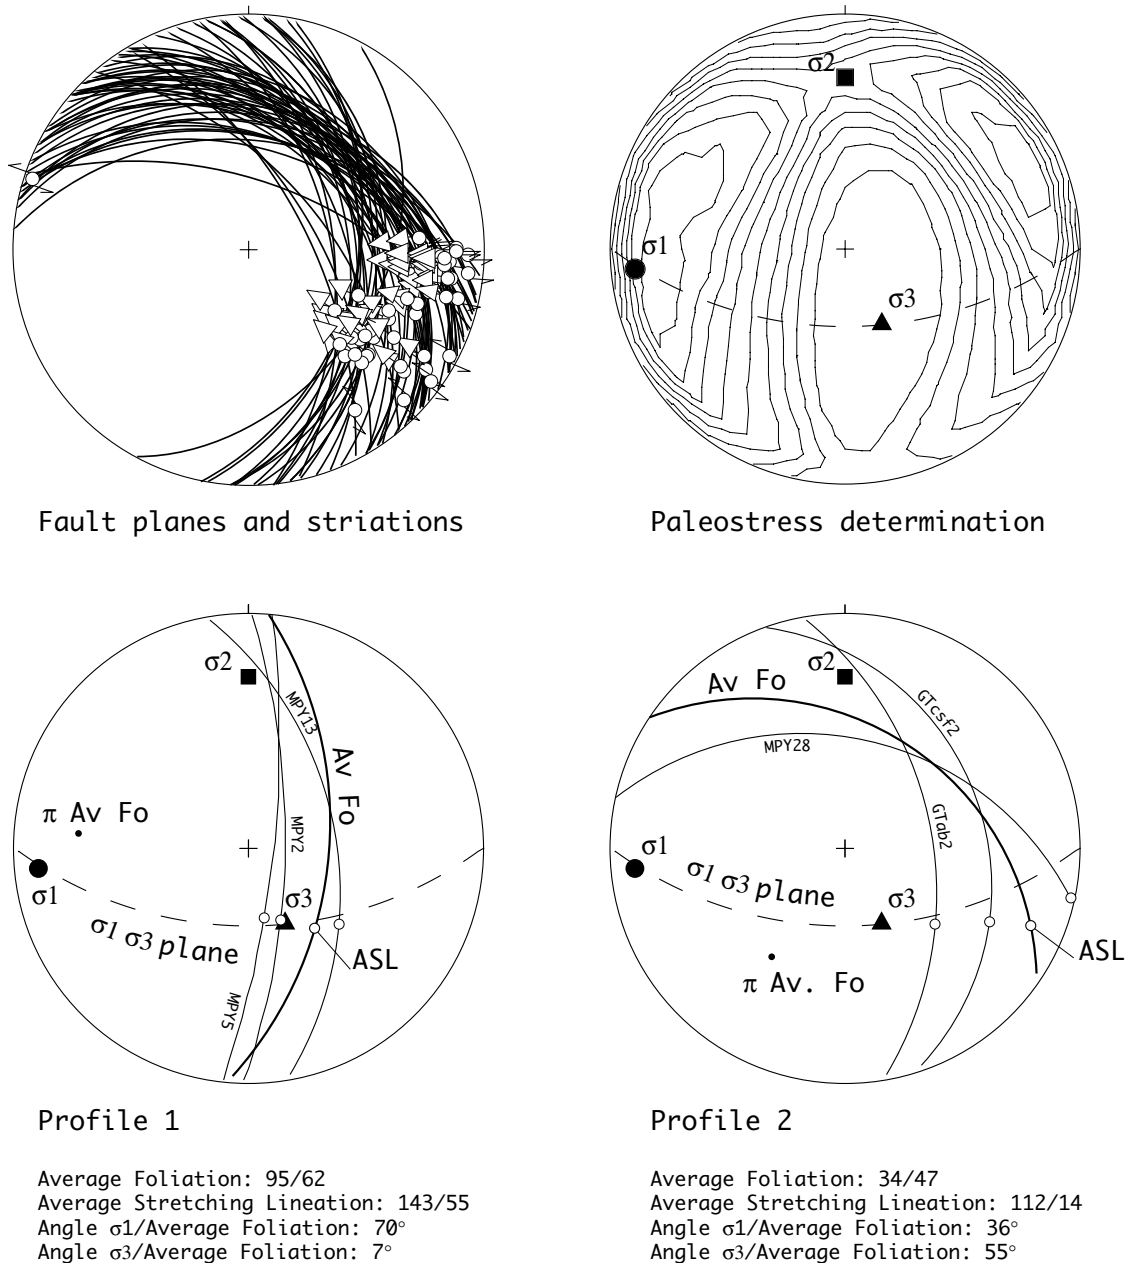 σ2
σ1
σ3
Fault planes and striations
Paleostress determination
σ2
MPY13
Av Fo
π Av Fo
MPY2
σ1
σ3
σ1 σ3 plane
ASL
MPY5
Profile 1
Average Foliation: 95/62
Average Stretching Lineation: 143/55
Angle σ1/Average Foliation: 70°
Angle σ3/Average Foliation: 7°
σ2
Av Fo
GTcsf2
MPY28
GTab2
σ1
σ1 σ3 plane
σ3
ASL
π Av. Fo
Profile 2
Average Foliation: 34/47
Average Stretching Lineation: 112/14
Angle σ1/Average Foliation: 36°
Angle σ3/Average Foliation: 55°